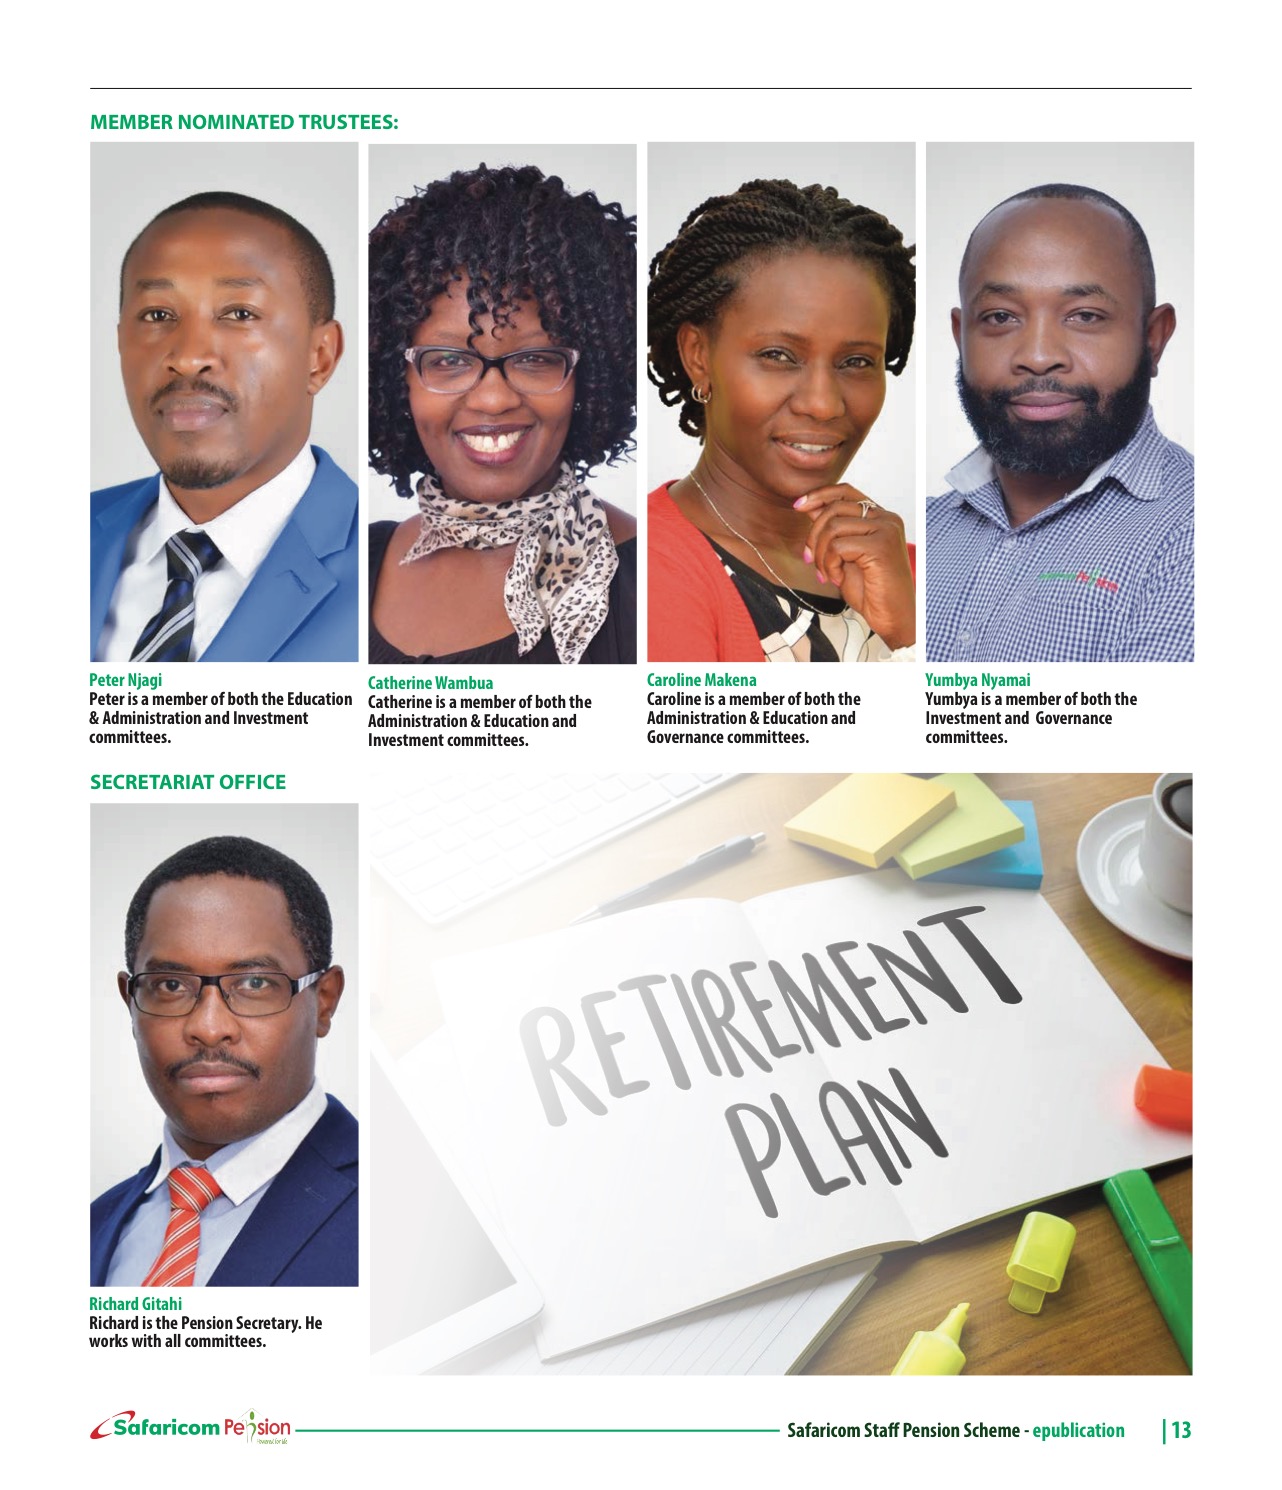 MEMBER NOMINATED TRUSTEES:
Peter Njagi
Peter is a member of both the Education
& Administration and Investment
committees.
Catherine Wambua
Catherine is a member of both the
Administration & Education and
Investment committees.
Caroline Makena
Caroline is a member of both the
Administration & Education and
Governance committees.
Yumbya Nyamai
Yumbya is a member of both the
Investment and Governance
committees.
SECRETARIAT OFFICE
Richard Gitahi
Richard is the Pension Secretary. He
works with all committees.
RETIREMENT
PLAN
Safaricom Pension
Safaricom Staff Pension Scheme - epublication | 13